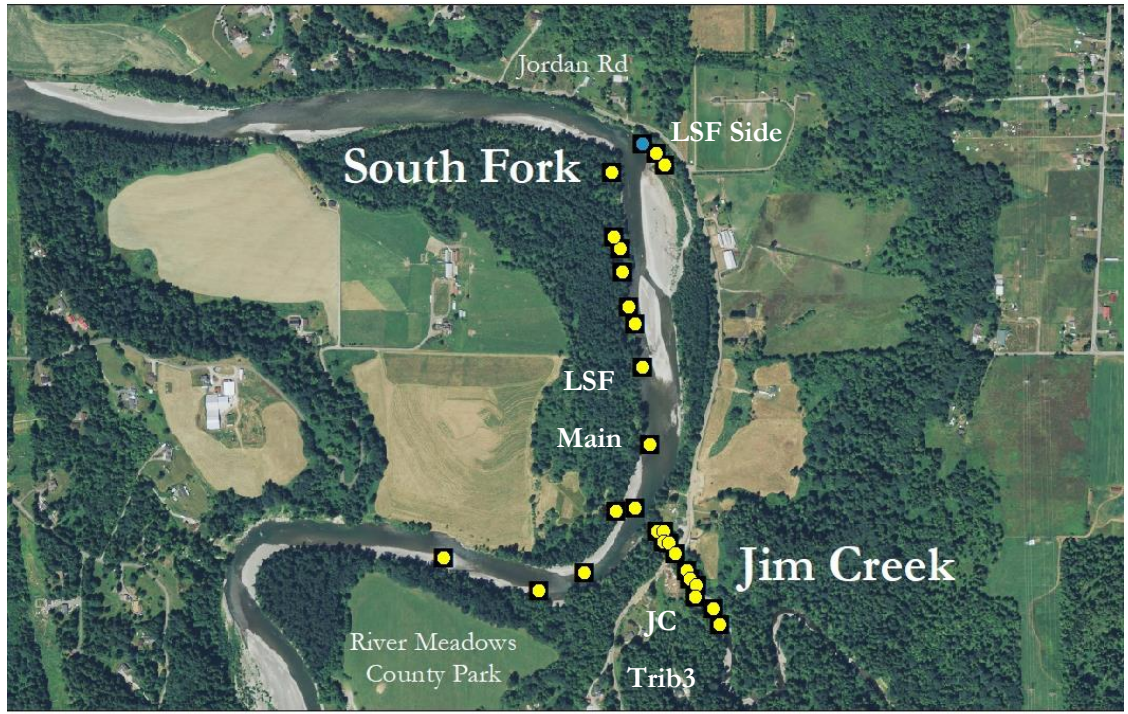 Jordan Rd
LSF Side
South Fork
LSF
Main
Jim Creek
JC
Trib3
River Meadows
County Park